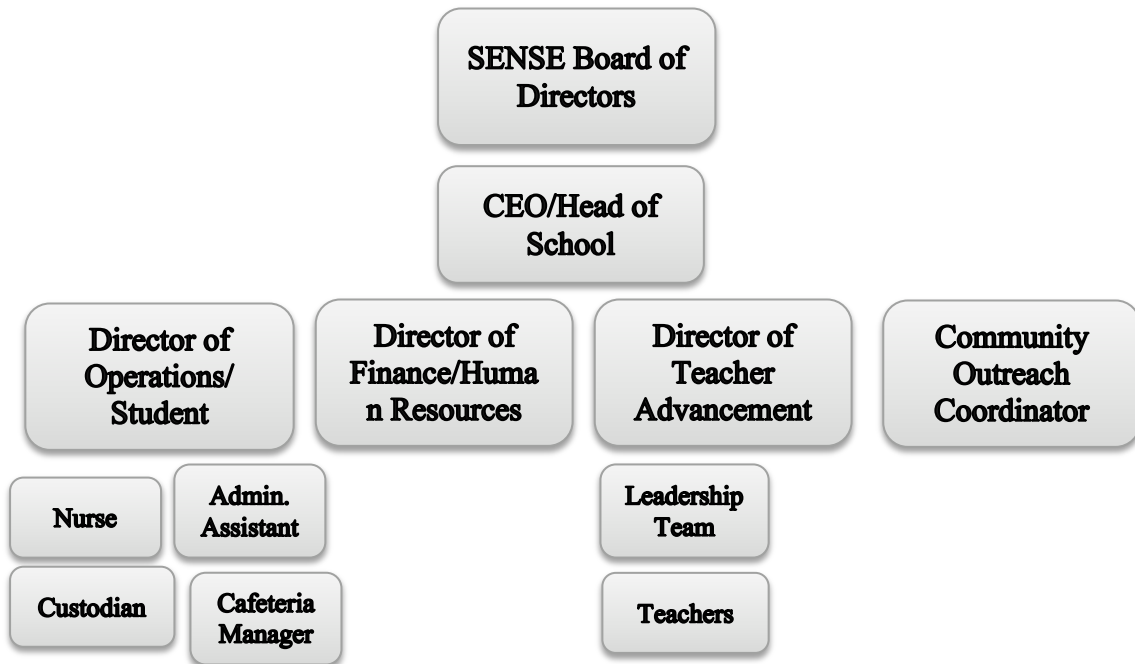 SENSE Board of
Directors
CEO/Head of
School
Director of
Operations/
Student
Director of
Finance/Huma
n Resources
Director of
Teacher
Advancement
Community
Outreach
Coordinator
Nurse
Admin.
Assistant
Leadership
Team
Custodian
Cafeteria
Manager
Teachers